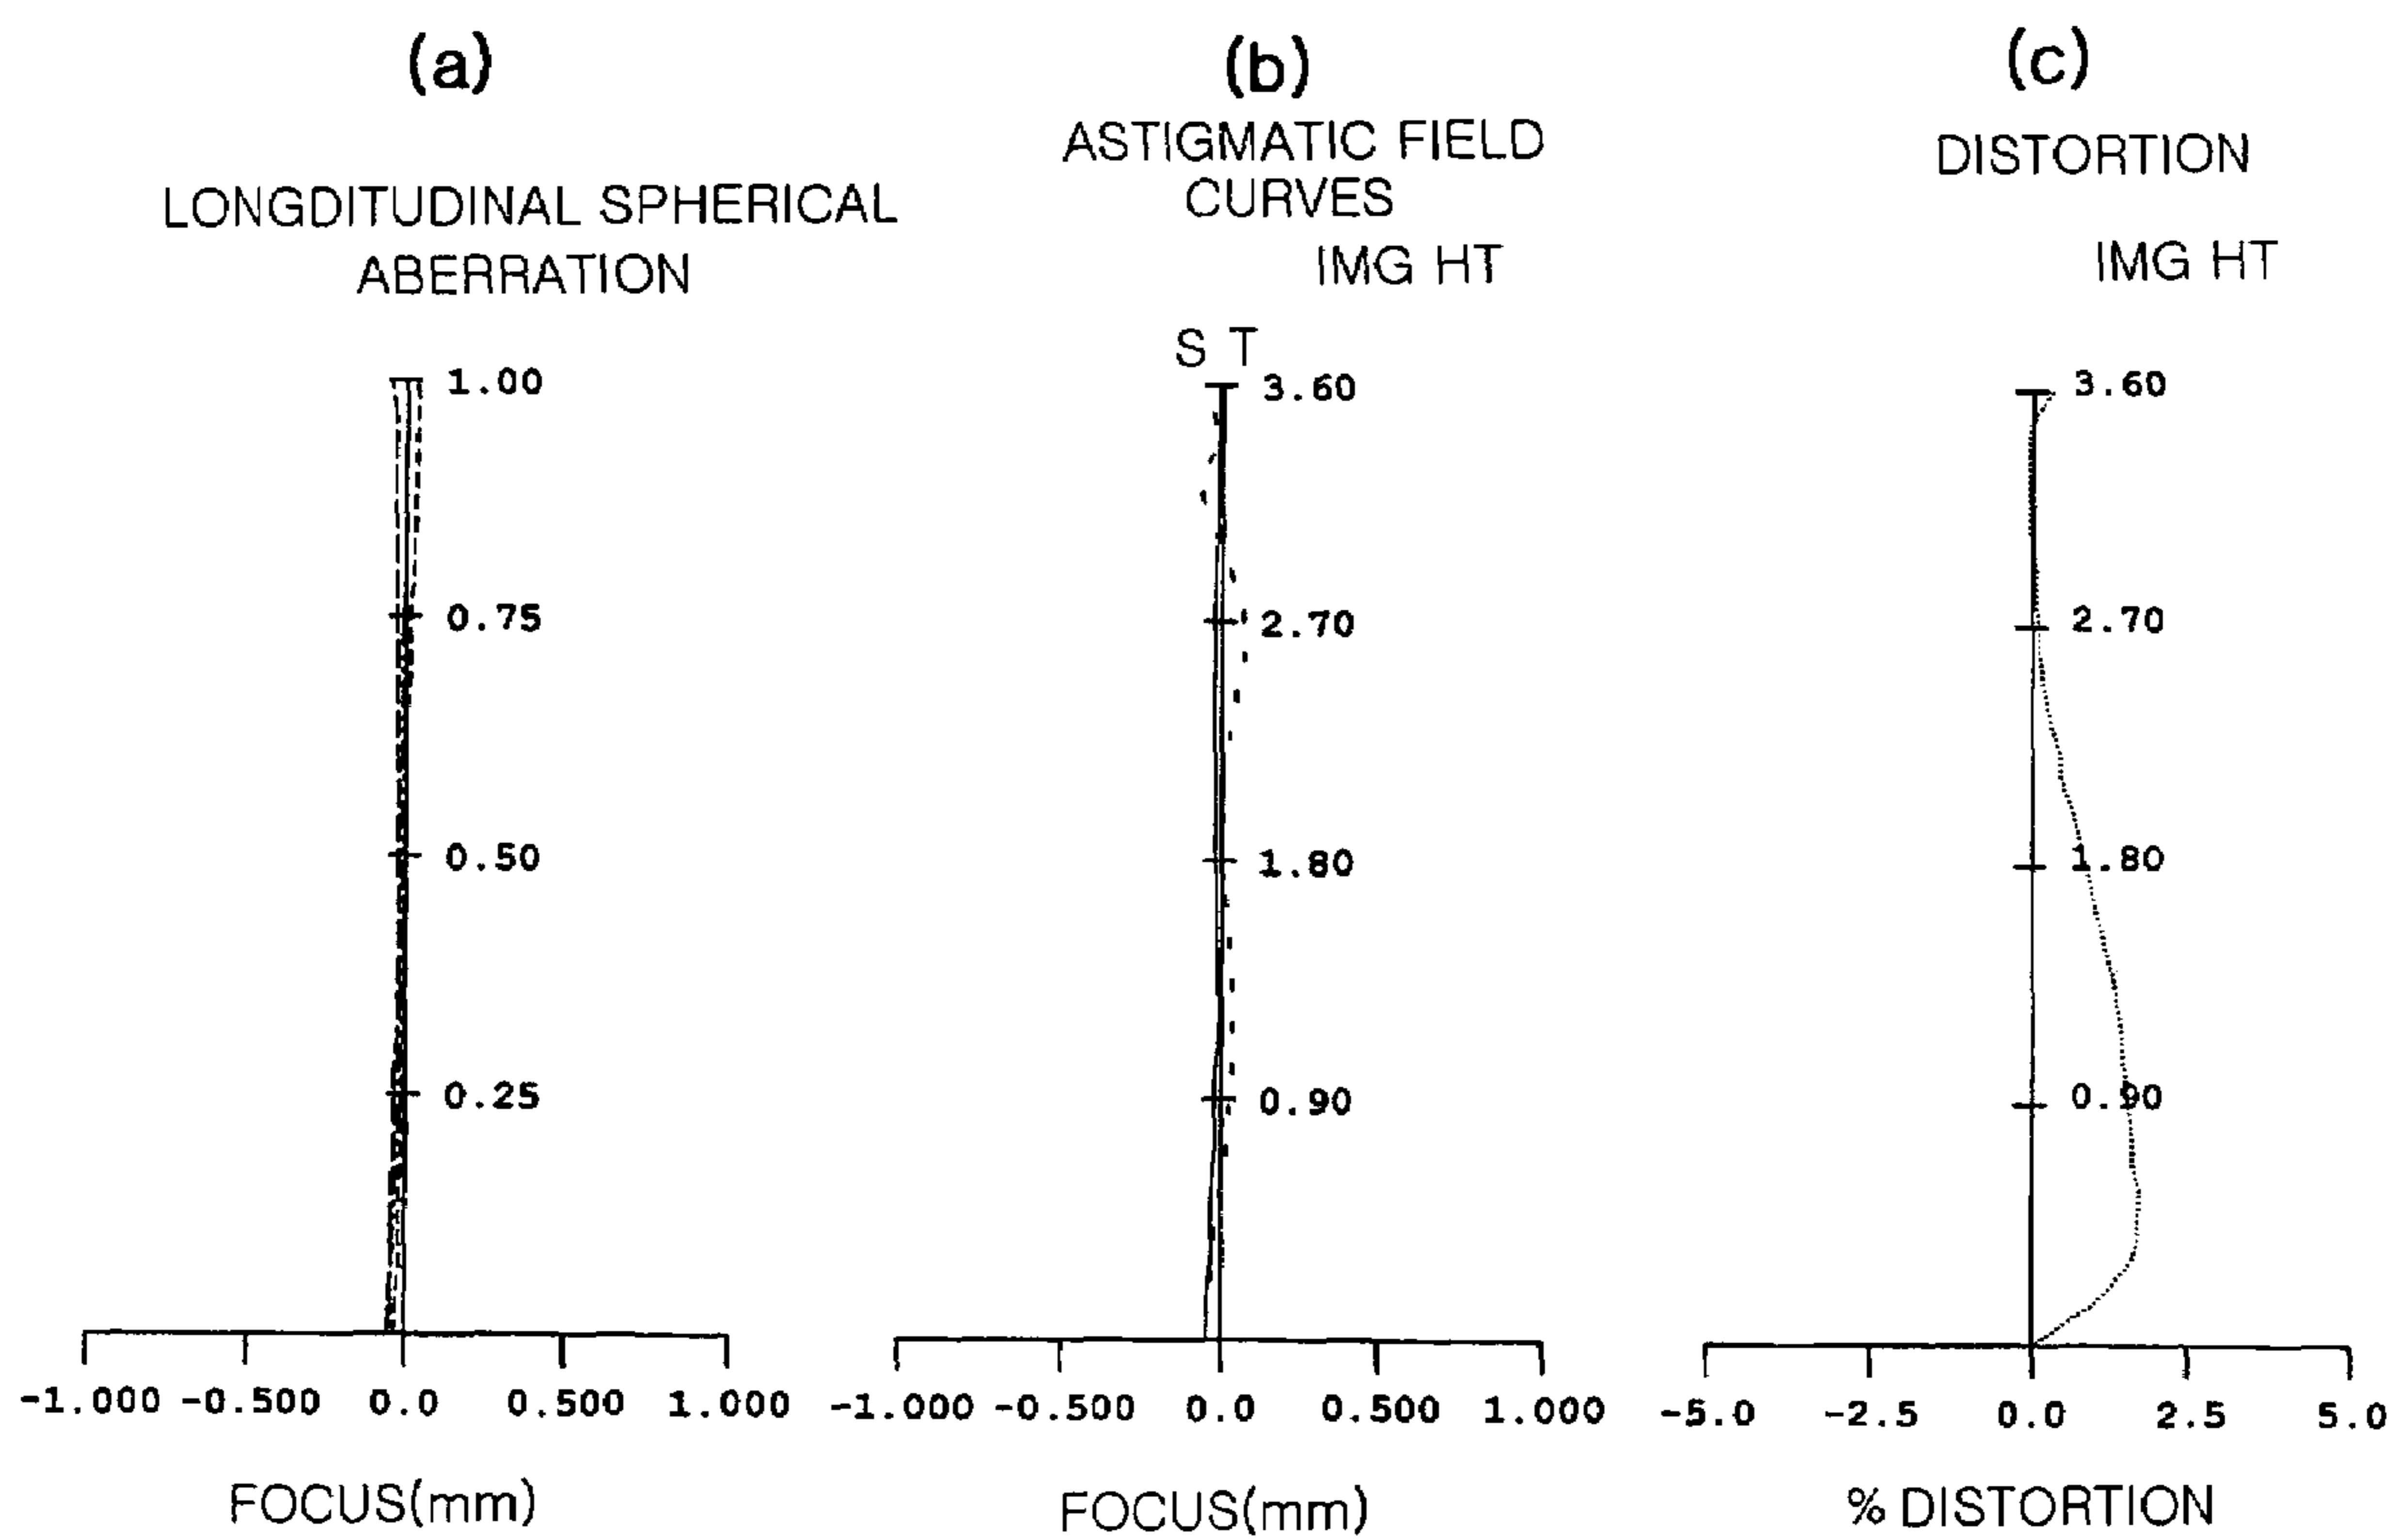 (a)
LONGDITUDINAL SPHERICAL
ABERRATION
1.00
0.75
0.50
0.25
-1.000 -0.500 0.0 0.500 1.000
FOCUS(mm)
(b)
ASTIGMATIC FIELD
CURVES
IMG HT
S T
3.60
2.70
1.80
0.90
-1.000 -0.500 0.0 0.500 1.000
FOCUS(mm)
(c)
DISTORTION
IMG HT
3.60
2.70
1.80
0.90
-5.0 -2.5 0.0 2.5 5.0
% DISTORTION